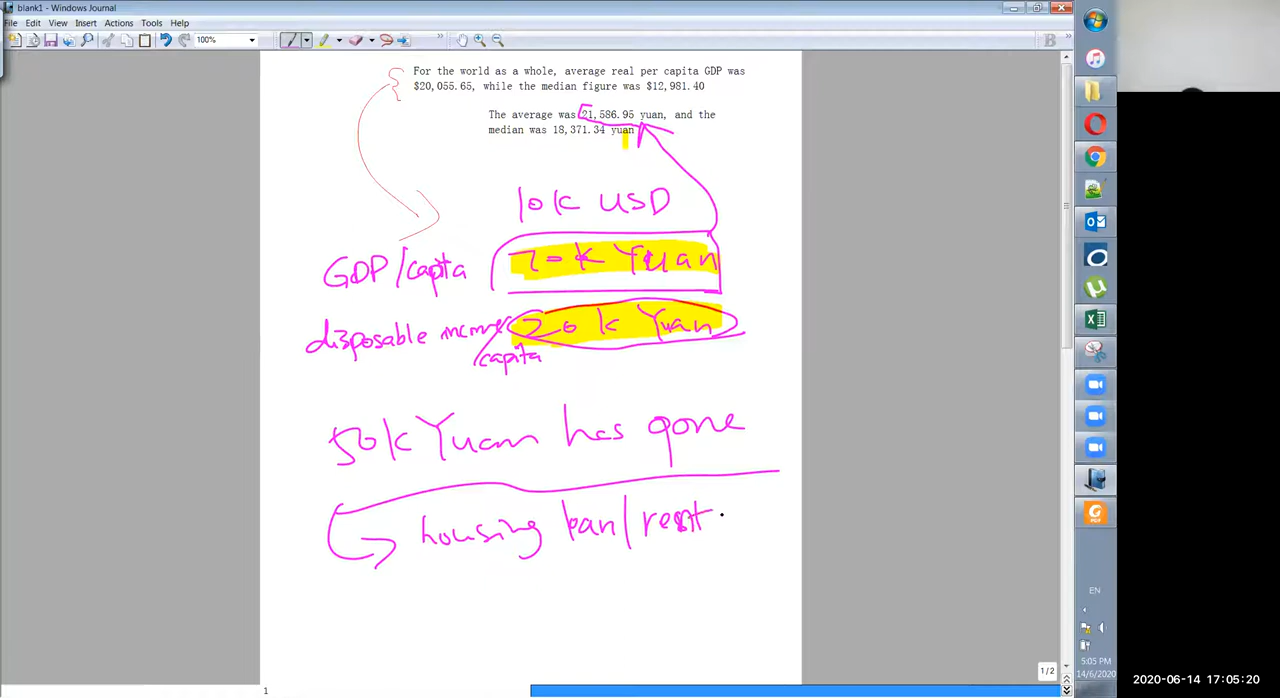 blank1 - Windows Journal
File Edit View Insert Actions Tools Help
100%
B
For the world as a whole, average real per capita GDP was
$20,055.65, while the median figure was $12,981.40
The average was 21,586.95 yuan, and the
median was 18,371.34 yuan
10k USD
GDP/capita 70k Yuan
disposable income/capita 20k Yuan
50k Yuan has gone
housing loan/rent
1/2
1
EN
5:05 PM
14/6/2020
2020-06-14 17:05:20